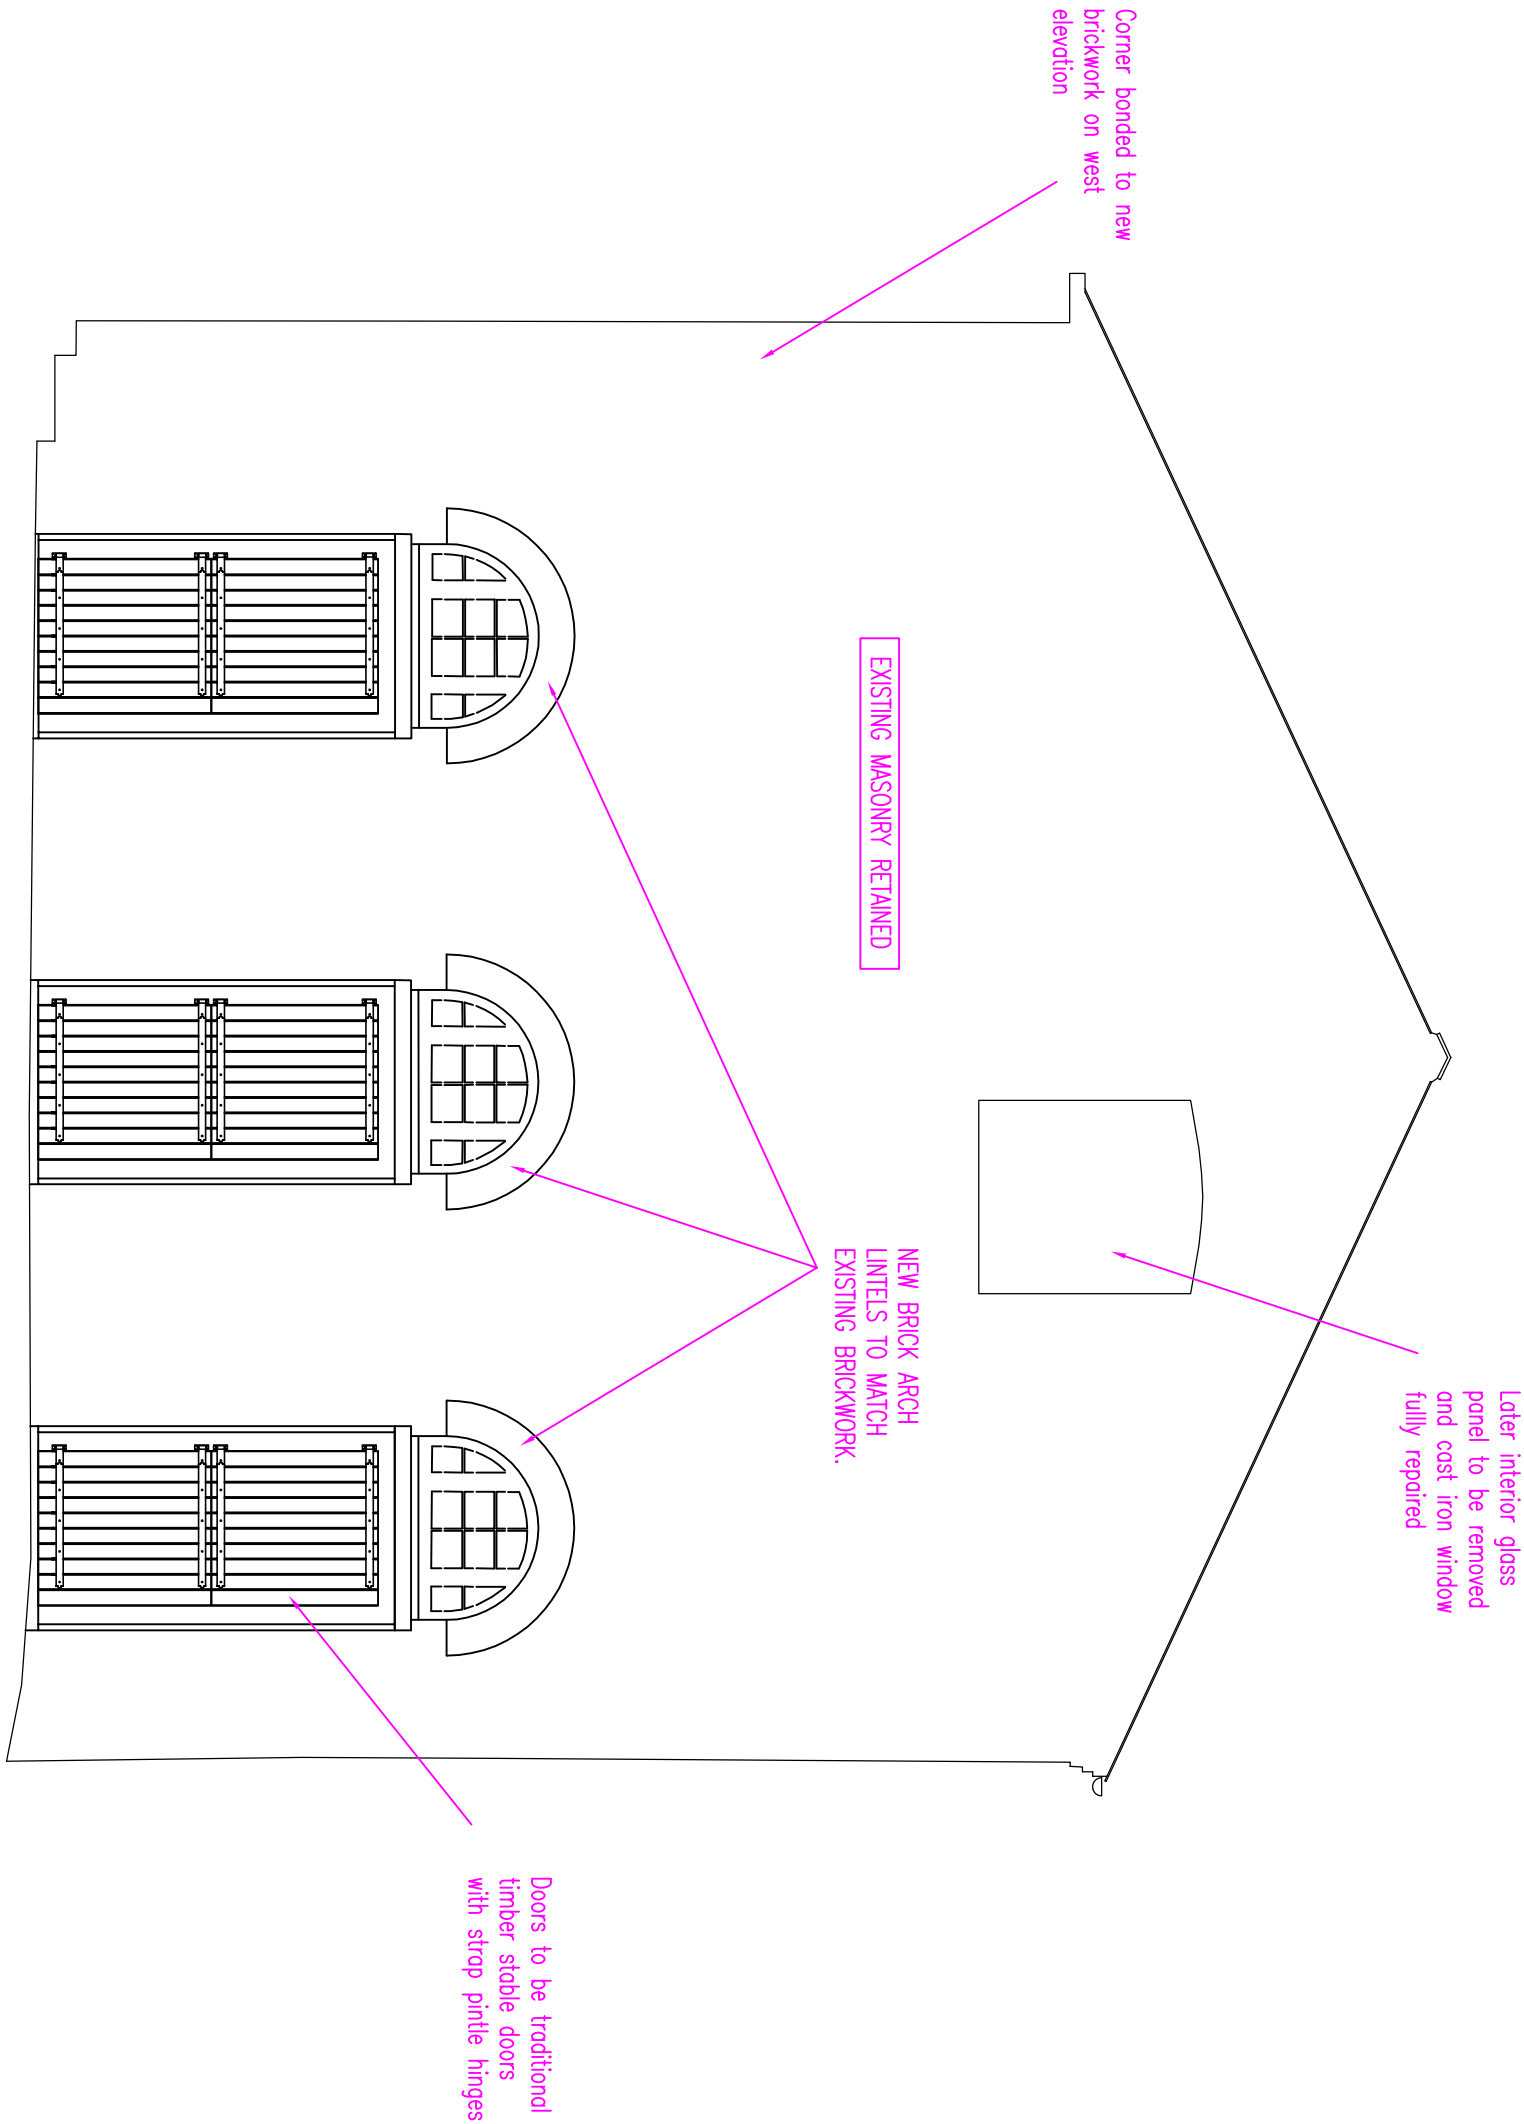 Later interior glass
panel to be removed
and cast iron window
fullly repaired
Corner bonded to new
brickwork on west
elevation
EXISTING MASONRY RETAINED
NEW BRICK ARCH
LINTELS TO MATCH
EXISTING BRICKWORK.
Doors to be traditional
timber stable doors
with strap pintle hinges